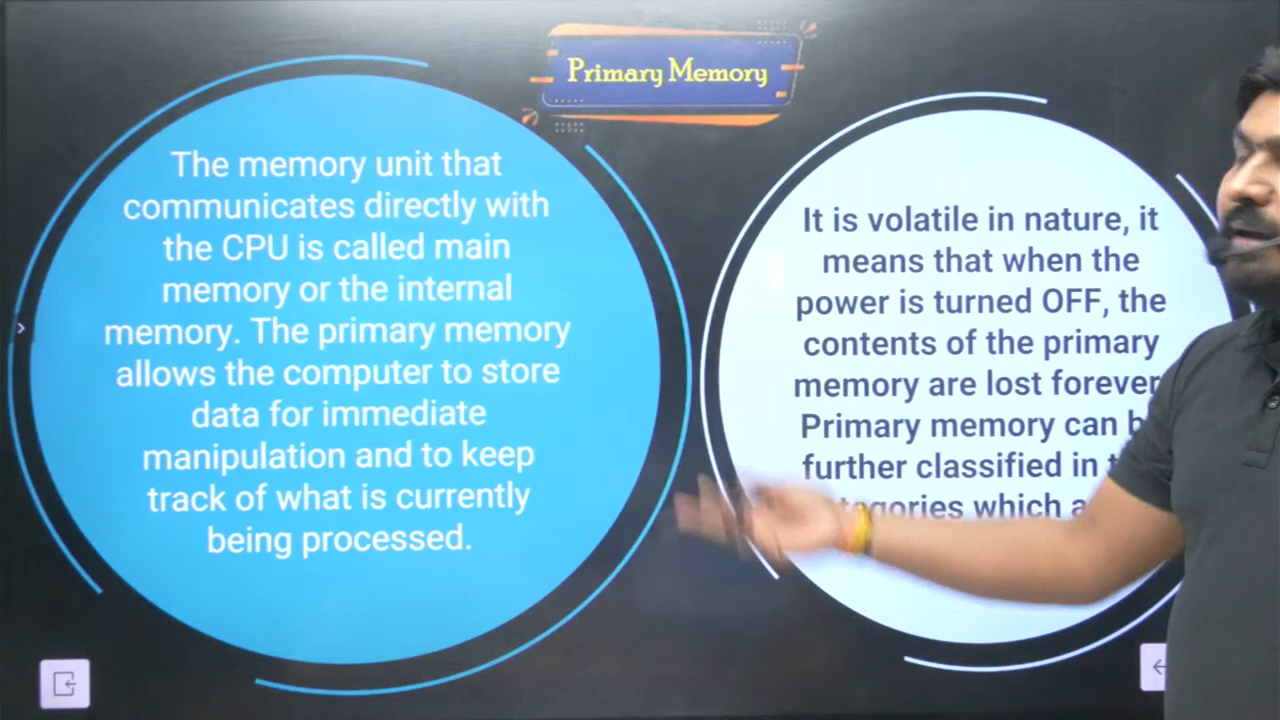 Primary Memory
The memory unit that
communicates directly with
the CPU is called main
memory or the internal
memory. The primary memory
allows the computer to store
data for immediate
manipulation and to keep
track of what is currently
being processed.
It is volatile in nature, it
means that when the
power is turned OFF, the
contents of the primary
memory are lost forever
Primary memory can
further classified in
which